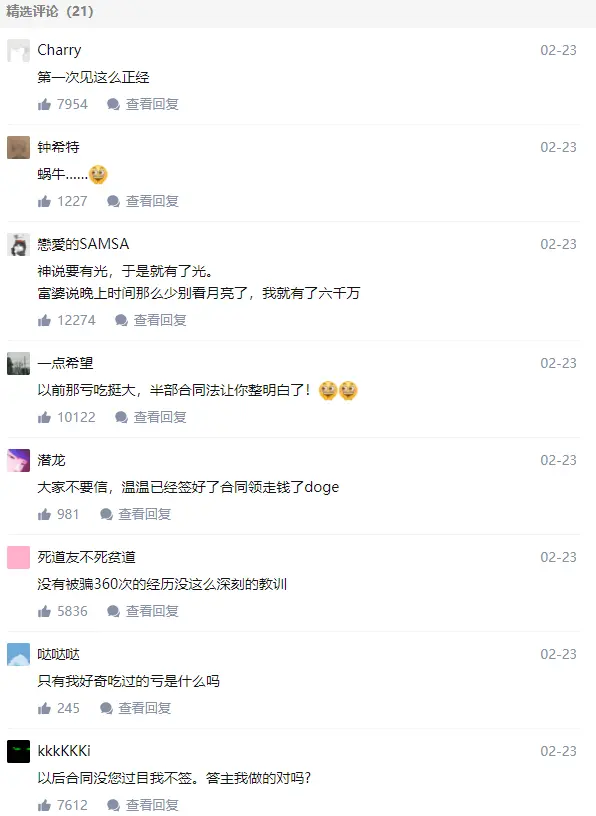 精选评论（21）
Charry 02-23
第一次见这么正经
7954 查看回复
钟希特 02-23
蜗牛......
1227 查看回复
戀愛的SAMSA 02-23
神说要有光，于是就有了光。
富婆说晚上时间那么少别看月亮了，我就有了六千万
12274 查看回复
一点希望 02-23
以前那亏吃挺大，半部合同法让你整明白了！
10122 查看回复
潜龙 02-23
大家不要信，温温已经签好了合同领走钱了doge
981 查看回复
死道友不死贫道 02-23
没有被骗360次的经历没这么深刻的教训
5836 查看回复
哒哒哒 02-23
只有我好奇吃过的亏是什么吗
245 查看回复
kkkKKKi 02-23
以后合同没您过目我不签。答主我做的对吗?
7612 查看回复